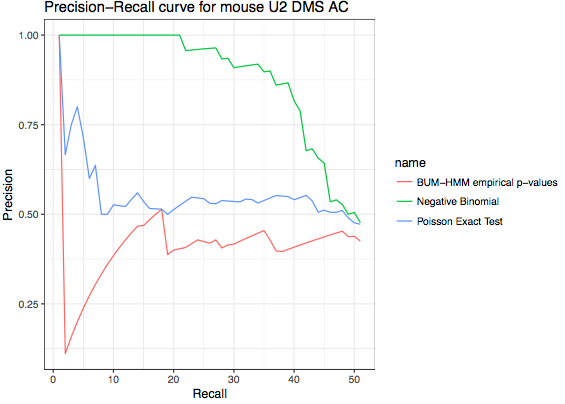 Precision−Recall curve for mouse U2 DMS AC
1.00
0.75
0.50
0.25
Precision
0 10 20 30 40 50
Recall
name
BUM−HMM empirical p−values
Negative Binomial
Poisson Exact Test